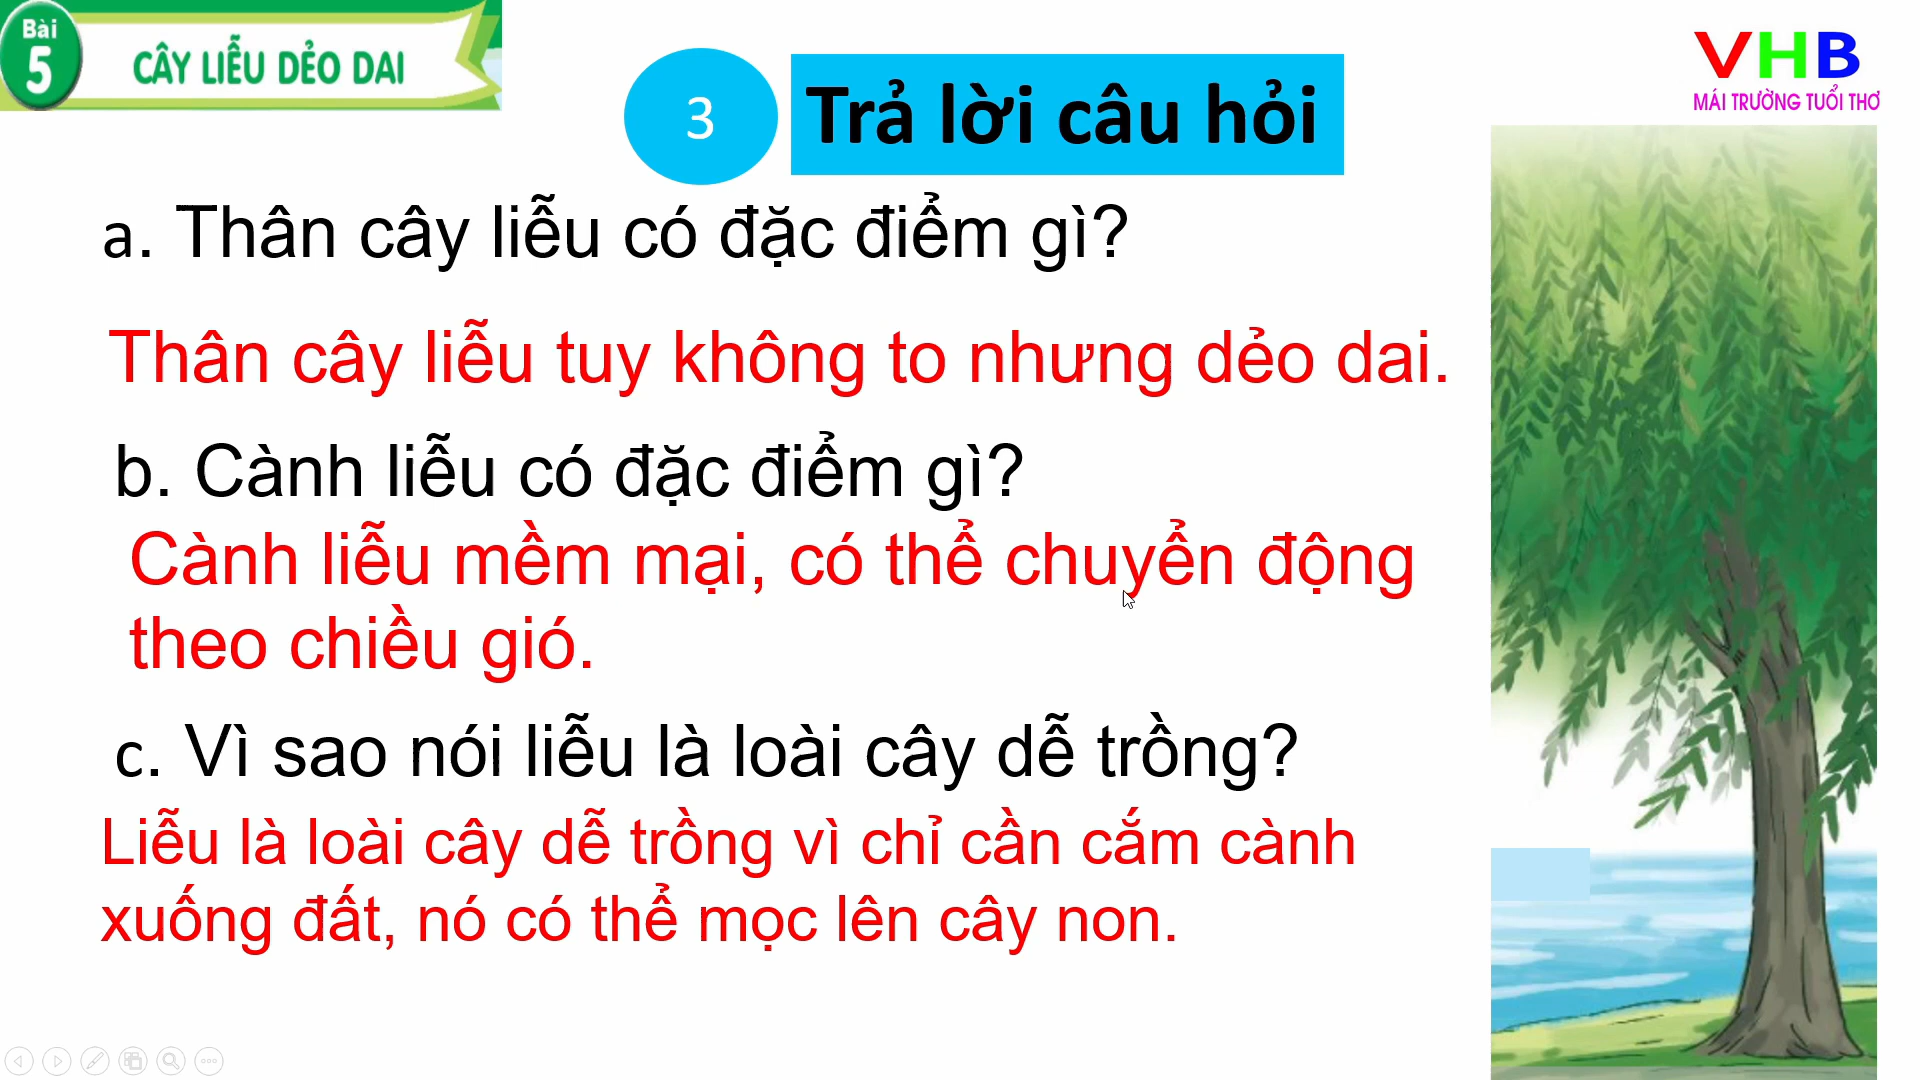 Bài
5
CÂY LIỄU DẺO DAI
VHB
MÁI TRƯỜNG TUỔI THƠ
3
Trả lời câu hỏi
a. Thân cây liễu có đặc điểm gì?
Thân cây liễu tuy không to nhưng dẻo dai.
b. Cành liễu có đặc điểm gì?
Cành liễu mềm mại, có thể chuyển động
theo chiều gió.
c. Vì sao nói liễu là loài cây dễ trồng?
Liễu là loài cây dễ trồng vì chỉ cần cắm cành
xuống đất, nó có thể mọc lên cây non.